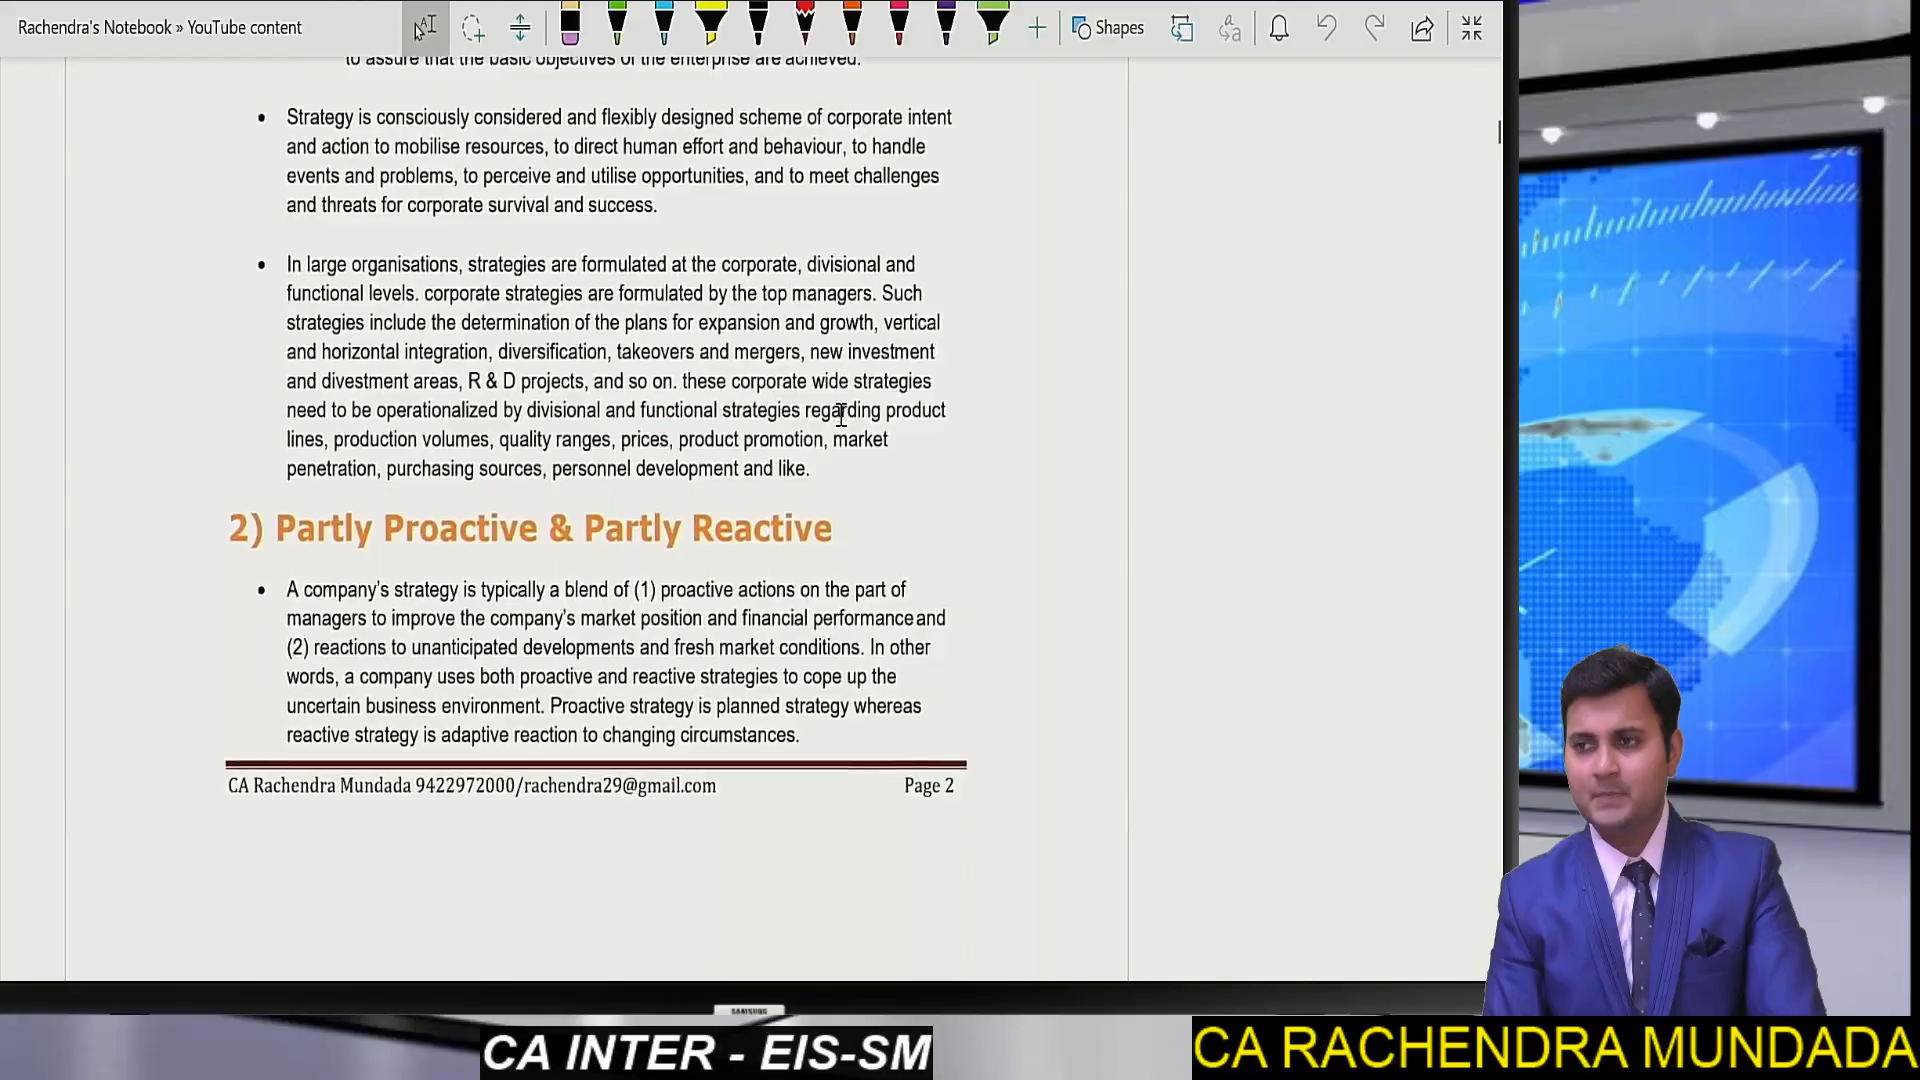 Rachendra's Notebook » YouTube content
Shapes
to assure that the basic objectives of the enterprise are achieved.
• Strategy is consciously considered and flexibly designed scheme of corporate intent
and action to mobilise resources, to direct human effort and behaviour, to handle
events and problems, to perceive and utilise opportunities, and to meet challenges
and threats for corporate survival and success.
• In large organisations, strategies are formulated at the corporate, divisional and
functional levels. corporate strategies are formulated by the top managers. Such
strategies include the determination of the plans for expansion and growth, vertical
and horizontal integration, diversification, takeovers and mergers, new investment
and divestment areas, R & D projects, and so on. these corporate wide strategies
need to be operationalized by divisional and functional strategies regarding product
lines, production volumes, quality ranges, prices, product promotion, market
penetration, purchasing sources, personnel development and like.
2) Partly Proactive & Partly Reactive
• A company's strategy is typically a blend of (1) proactive actions on the part of
managers to improve the company's market position and financial performance and
(2) reactions to unanticipated developments and fresh market conditions. In other
words, a company uses both proactive and reactive strategies to cope up the
uncertain business environment. Proactive strategy is planned strategy whereas
reactive strategy is adaptive reaction to changing circumstances.
CA Rachendra Mundada 9422972000/rachendra29@gmail.com Page 2
SAMSUNG
CA INTER - EIS-SM
CA RACHENDRA MUNDADA